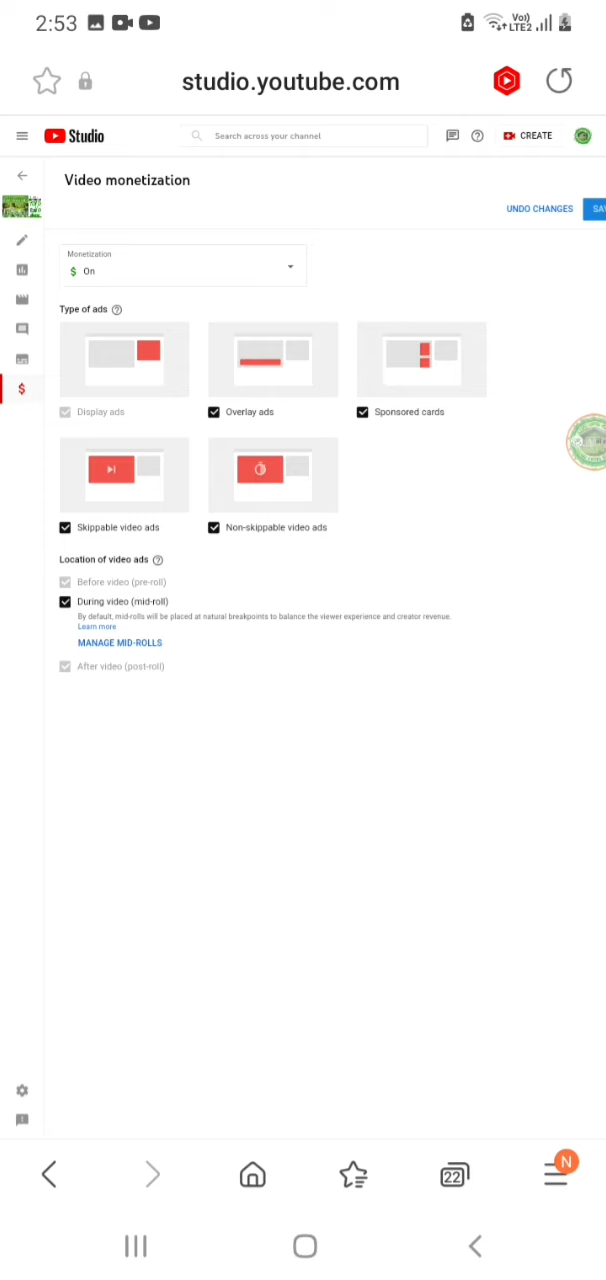 2:53
Vo)
LTE2
studio.youtube.com
Studio
Search across your channel
CREATE
Video monetization
UNDO CHANGES
SAV
Monetization
$ On
Type of ads
Display ads
Overlay ads
Sponsored cards
Skippable video ads
Non-skippable video ads
Location of video ads
Before video (pre-roll)
During video (mid-roll)
By default, mid-rolls will be placed at natural breakpoints to balance the viewer experience and creator revenue.
Learn more
MANAGE MID-ROLLS
After video (post-roll)
22
N